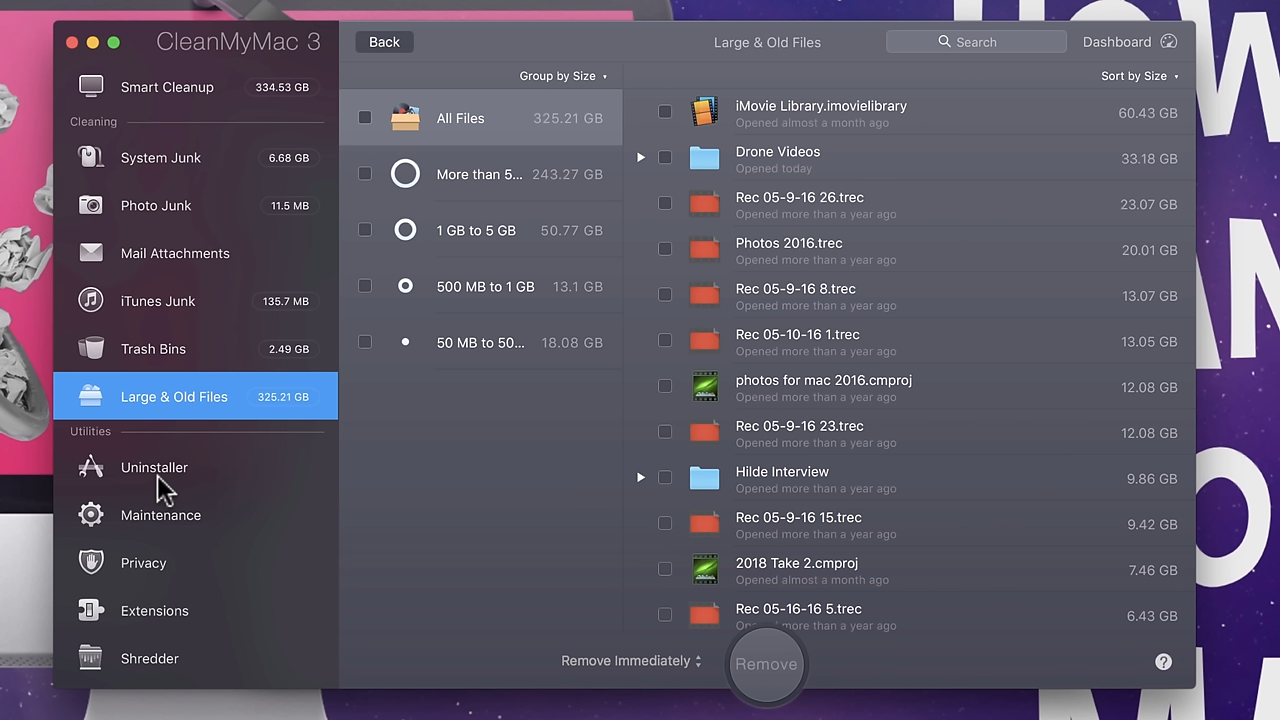 CleanMyMac 3
Back
Large & Old Files
Search
Dashboard
Smart Cleanup 334.53 GB
Cleaning
System Junk 6.68 GB
Photo Junk 11.5 MB
Mail Attachments
iTunes Junk 135.7 MB
Trash Bins 2.49 GB
Large & Old Files 325.21 GB
Utilities
Uninstaller
Maintenance
Privacy
Extensions
Shredder
Group by Size
All Files 325.21 GB
More than 5... 243.27 GB
1 GB to 5 GB 50.77 GB
500 MB to 1 GB 13.1 GB
50 MB to 50... 18.08 GB
Sort by Size
iMovie Library.imovielibrary 60.43 GB
Opened almost a month ago
Drone Videos 33.18 GB
Opened today
Rec 05-9-16 26.trec 23.07 GB
Opened more than a year ago
Photos 2016.trec 20.01 GB
Opened more than a year ago
Rec 05-9-16 8.trec 13.07 GB
Opened more than a year ago
Rec 05-10-16 1.trec 13.05 GB
Opened more than a year ago
photos for mac 2016.cmproj 12.08 GB
Opened more than a year ago
Rec 05-9-16 23.trec 12.08 GB
Opened more than a year ago
Hilde Interview 9.86 GB
Opened more than a year ago
Rec 05-9-16 15.trec 9.42 GB
Opened more than a year ago
2018 Take 2.cmproj 7.46 GB
Opened almost a month ago
Rec 05-16-16 5.trec 6.43 GB
Opened more than a year ago
Remove Immediately
Remove
?